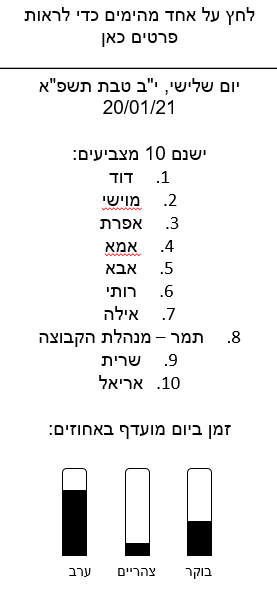 לחץ על אחד מהימים כדי לראות
פרטים כאן
יום שלישי, י"ב טבת תשפ"א
20/01/21
ישנם 10 מצביעים:
1. דוד
2. מוישי
3. אפרת
4. אמא
5. אבא
6. רותי
7. אילה
8. תמר – מנהלת הקבוצה
9. שרית
10. אריאל
זמן ביום מועדף באחוזים:
בוקר צהריים ערב